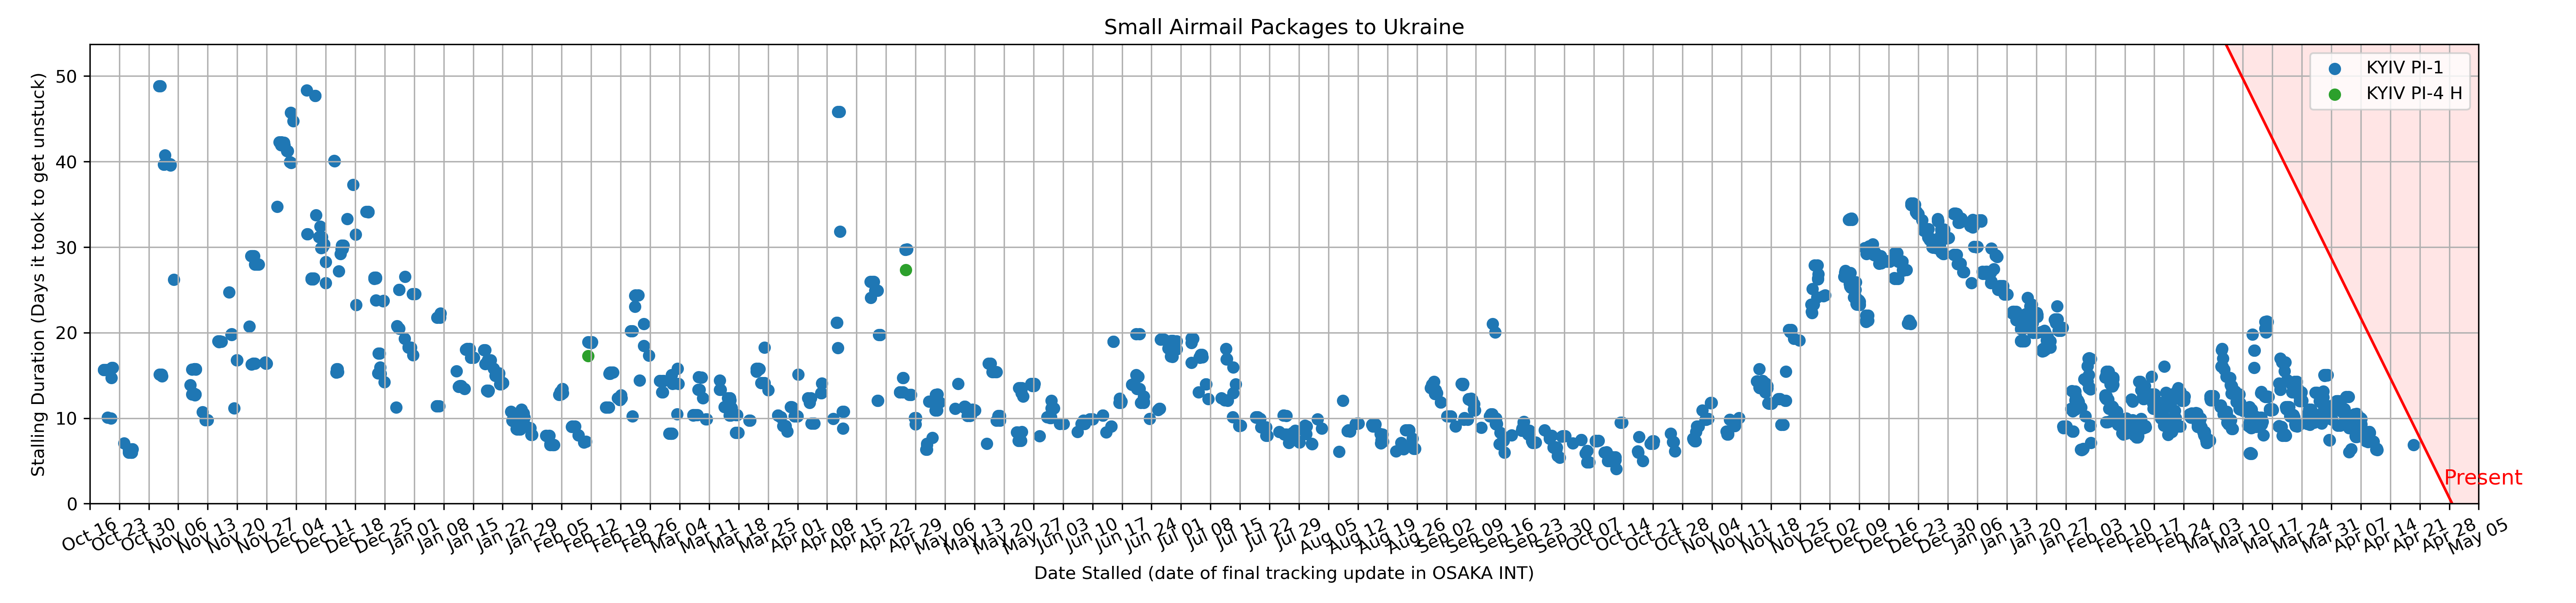 Small Airmail Packages to Ukraine
KYIV PI-1
KYIV PI-4 H
Stalling Duration (Days it took to get unstuck)
50
40
30
20
10
0
Present
Oct 16 Oct 23 Oct 30 Nov 06 Nov 13 Nov 20 Nov 27 Dec 04 Dec 11 Dec 18 Dec 25 Jan 01 Jan 08 Jan 15 Jan 22 Jan 29 Feb 05 Feb 12 Feb 19 Feb 26 Mar 04 Mar 11 Mar 18 Mar 25 Apr 01 Apr 08 Apr 15 Apr 22 Apr 29 May 06 May 13 May 20 May 27 Jun 03 Jun 10 Jun 17 Jun 24 Jul 01 Jul 08 Jul 15 Jul 22 Jul 29 Aug 05 Aug 12 Aug 19 Aug 26 Sep 02 Sep 09 Sep 16 Sep 23 Sep 30 Oct 07 Oct 14 Oct 21 Oct 28 Nov 04 Nov 11 Nov 18 Nov 25 Dec 02 Dec 09 Dec 16 Dec 23 Dec 30 Jan 06 Jan 13 Jan 20 Jan 27 Feb 03 Feb 10 Feb 17 Feb 24 Mar 03 Mar 10 Mar 17 Mar 24 Mar 31 Apr 07 Apr 14 Apr 21 Apr 28 May 05
Date Stalled (date of final tracking update in OSAKA INT)